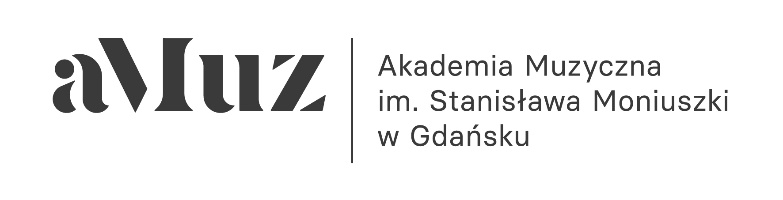 aMuz
Akademia Muzyczna
im. Stanisława Moniuszki
w Gdańsku